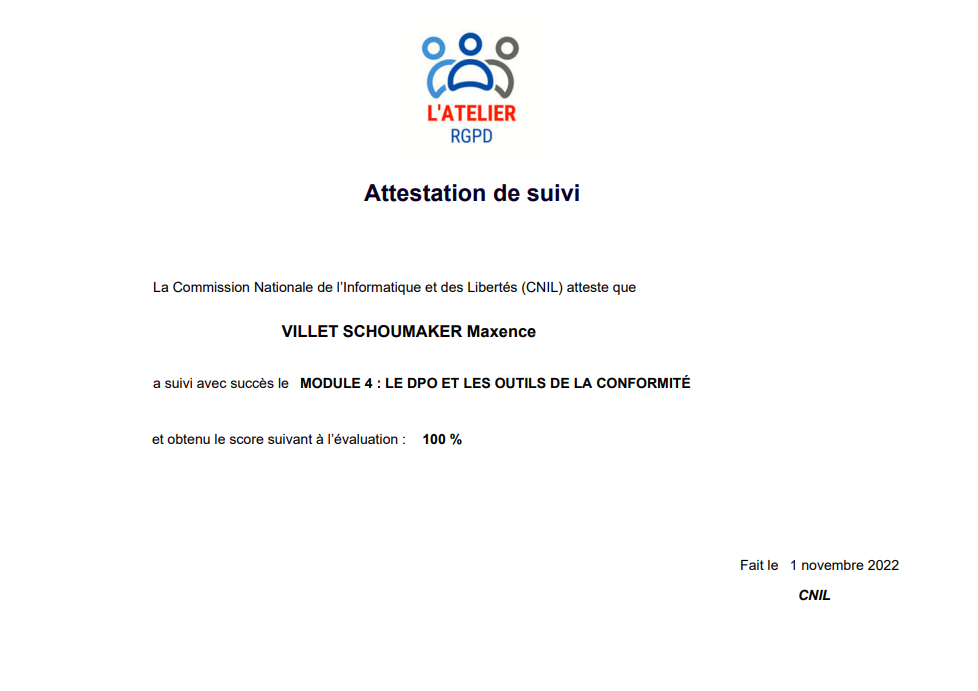 L'ATELIER
RGPD
Attestation de suivi
La Commission Nationale de l’Informatique et des Libertés (CNIL) atteste que
VILLET SCHOUMAKER Maxence
a suivi avec succès le MODULE 4 : LE DPO ET LES OUTILS DE LA CONFORMITÉ
et obtenu le score suivant à l’évaluation : 100 %
Fait le 1 novembre 2022
CNIL